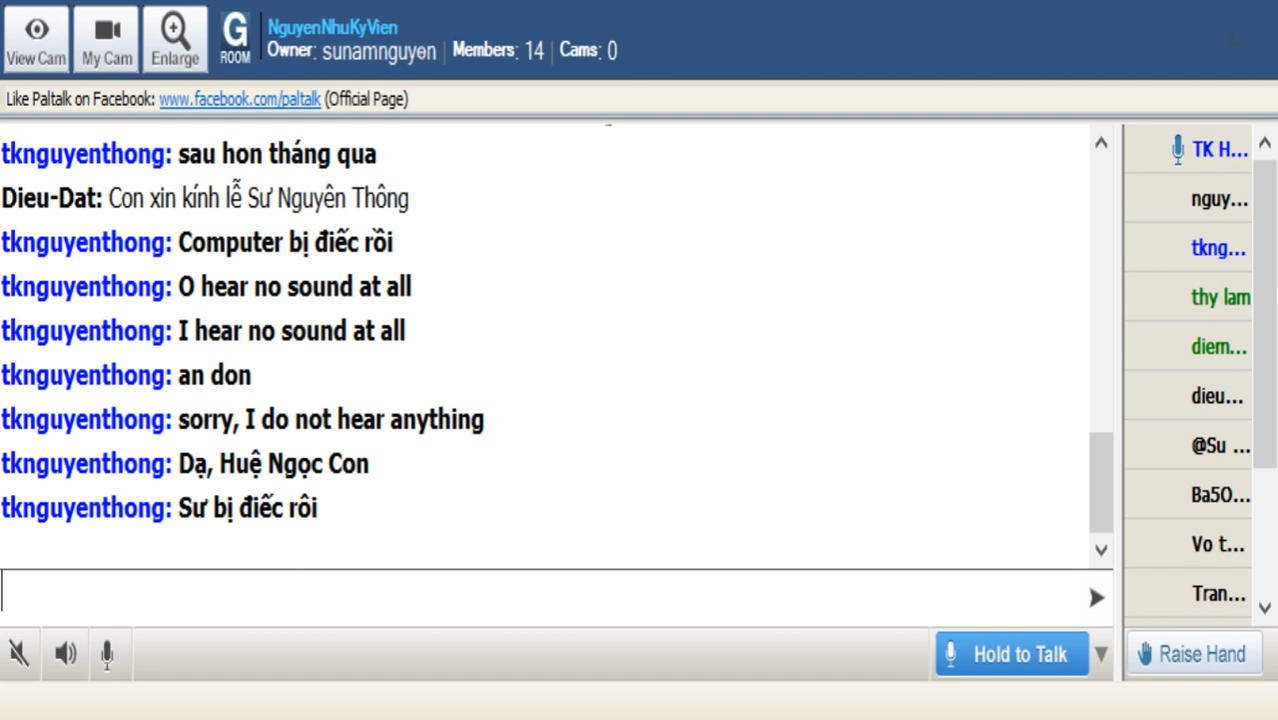 View Cam
My Cam
Enlarge
G
ROOM
NguyenNhuKyVien
Owner: sunamnguyen | Members: 14 | Cams: 0
Like Paltalk on Facebook: www.facebook.com/paltalk (Official Page)
tknguyenthong: sau hon tháng qua
Dieu-Dat: Con xin kính lễ Sư Nguyên Thông
tknguyenthong: Computer bị điếc rồi
tknguyenthong: O hear no sound at all
tknguyenthong: I hear no sound at all
tknguyenthong: an don
tknguyenthong: sorry, I do not hear anything
tknguyenthong: Dạ, Huệ Ngọc Con
tknguyenthong: Sư bị điếc rôi
TK H...
nguy...
tkng...
thy lam
diem...
dieu...
@Su ...
Ba5O...
Vo t...
Tran...
Hold to Talk
Raise Hand